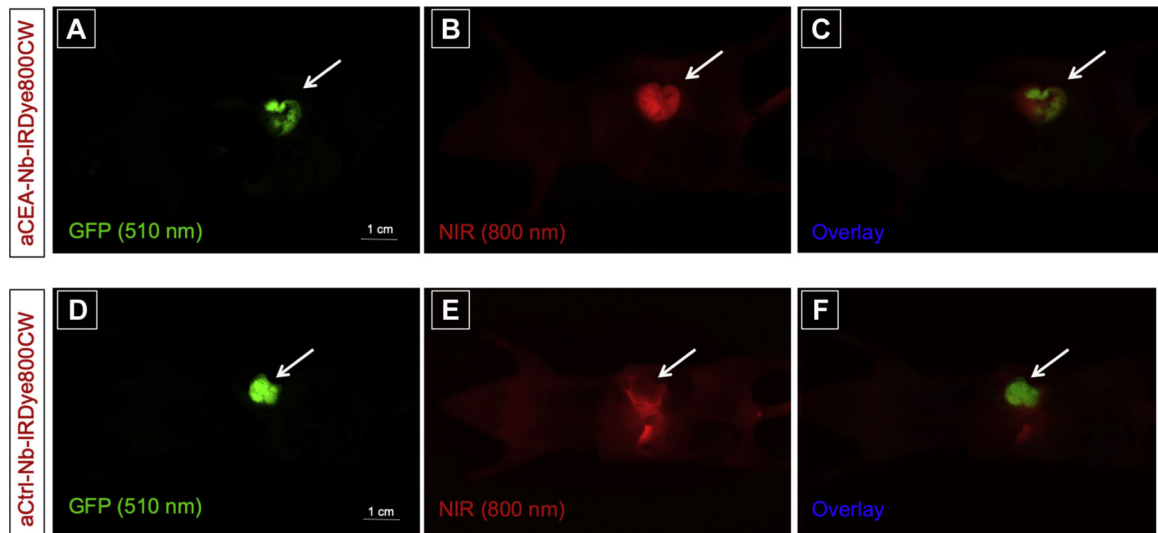 aCEA-Nb-IRDye800CW
A
B
C
GFP (510 nm)
1 cm
NIR (800 nm)
Overlay
aCtrl-Nb-IRDye800CW
D
E
F
GFP (510 nm)
1 cm
NIR (800 nm)
Overlay